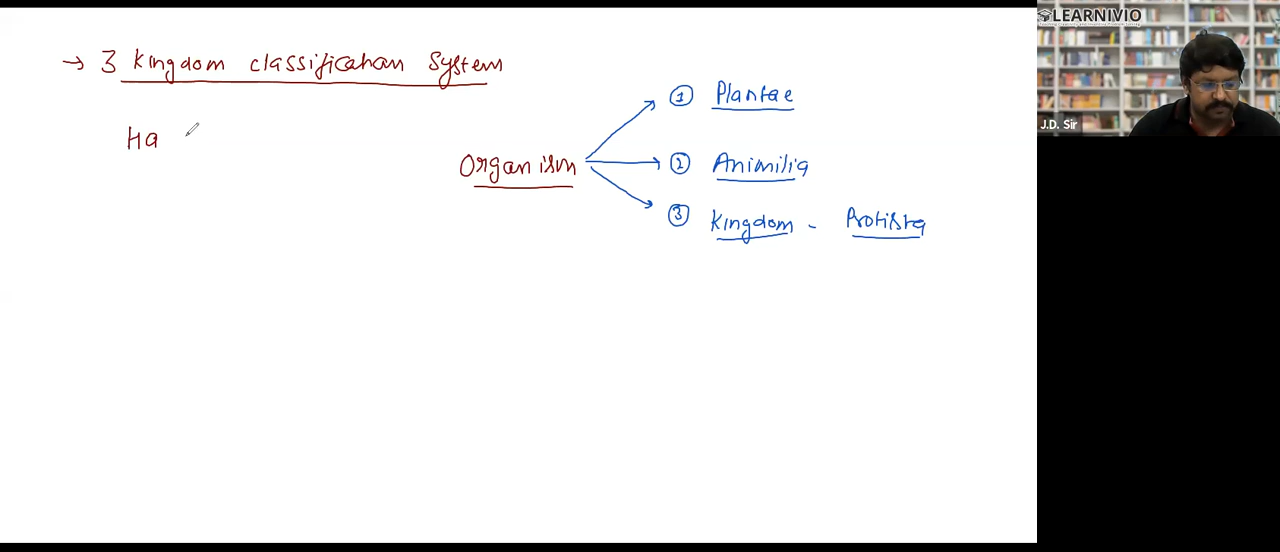 → 3 Kingdom classification System
Ha
Organism
① Plantae
② Animilia
③ Kingdom - Protista
LEARNIVIO
J.D. Sir